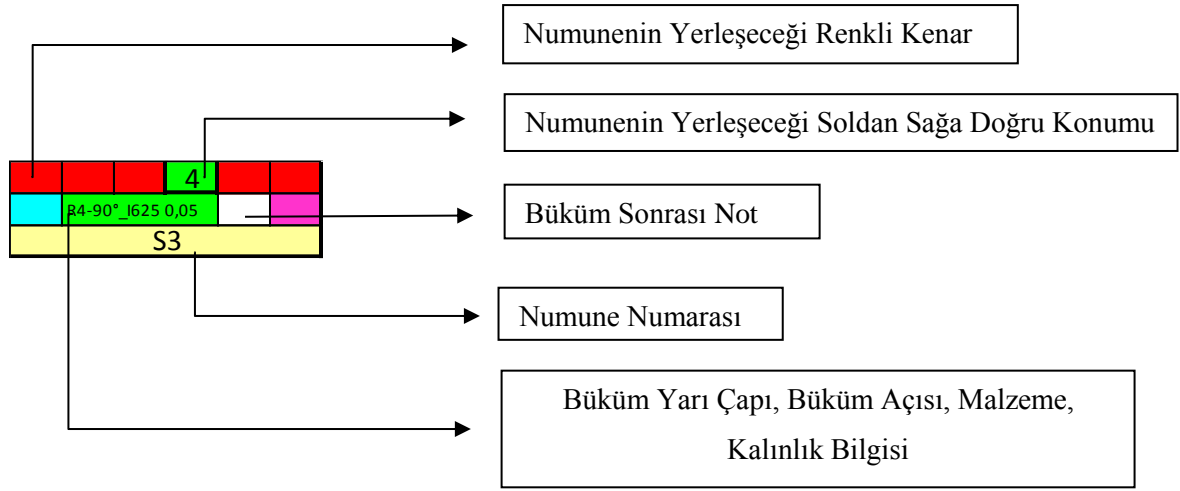 Numunenin Yerleşeceği Renkli Kenar
Numunenin Yerleşeceği Soldan Sağa Doğru Konumu
4
R4-90°_I625 0,05
Büküm Sonrası Not
S3
Numune Numarası
Büküm Yarı Çapı, Büküm Açısı, Malzeme,
Kalınlık Bilgisi